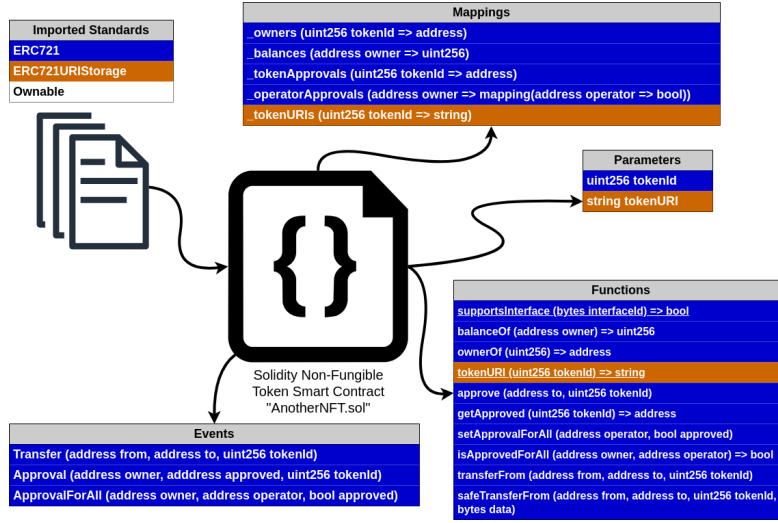 Imported Standards
ERC721
ERC721URIStorage
Ownable
Mappings
_owners (uint256 tokenId => address)
_balances (address owner => uint256)
_tokenApprovals (uint256 tokenId => address)
_operatorApprovals (address owner => mapping(address operator => bool))
_tokenURIs (uint256 tokenId => string)
Parameters
uint256 tokenId
string tokenURI
{ }
Solidity Non-Fungible
Token Smart Contract
"AnotherNFT.sol"
Functions
supportsInterface (bytes interfaceId) => bool
balanceOf (address owner) => uint256
ownerOf (uint256) => address
tokenURI (uint256 tokenId) => string
approve (address to, uint256 tokenId)
getApproved (uint256 tokenId) => address
setApprovalForAll (address operator, bool approved)
isApprovedForAll (address owner, address operator) => bool
transferFrom (address from, address to, uint256 tokenId)
safeTransferFrom (address from, address to, uint256 tokenId,
bytes data)
Events
Transfer (address from, address to, uint256 tokenId)
Approval (address owner, adddress approved, uint256 tokenId)
ApprovalForAll (address owner, address operator, bool approved)